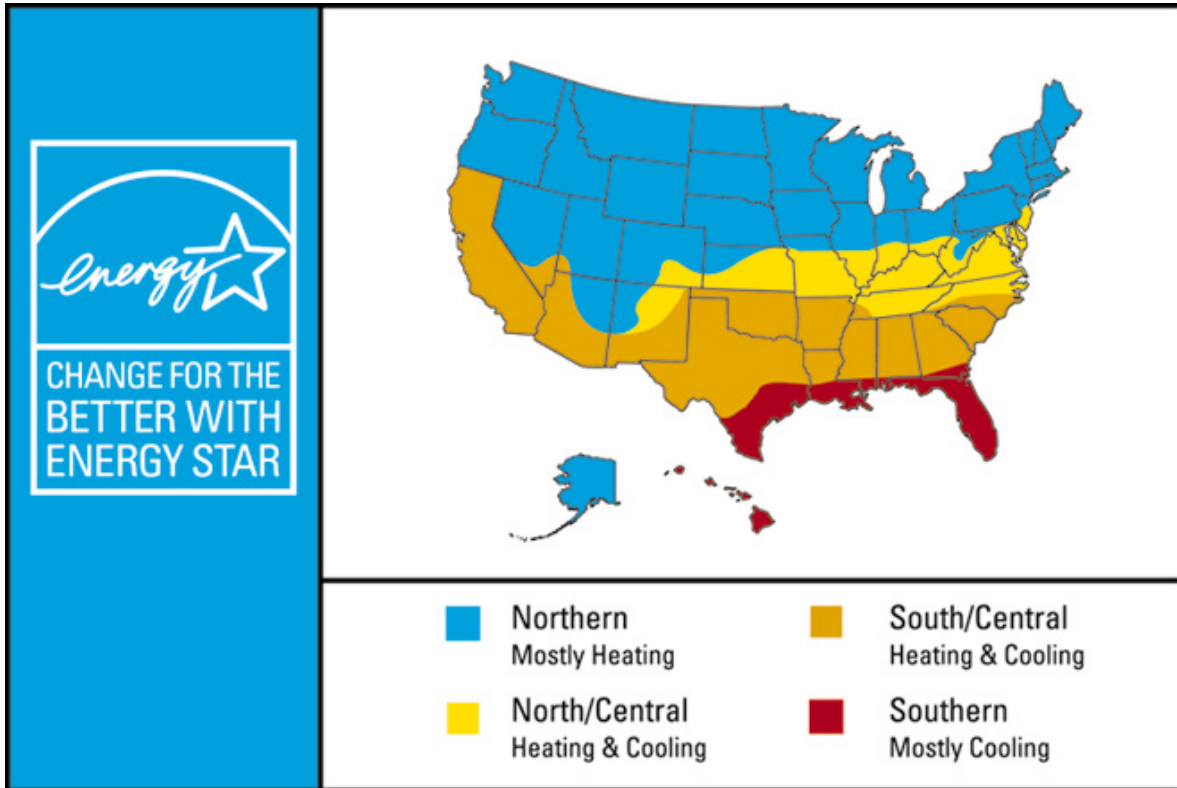 energy
CHANGE FOR THE
BETTER WITH
ENERGY STAR
Northern
Mostly Heating
North/Central
Heating & Cooling
South/Central
Heating & Cooling
Southern
Mostly Cooling